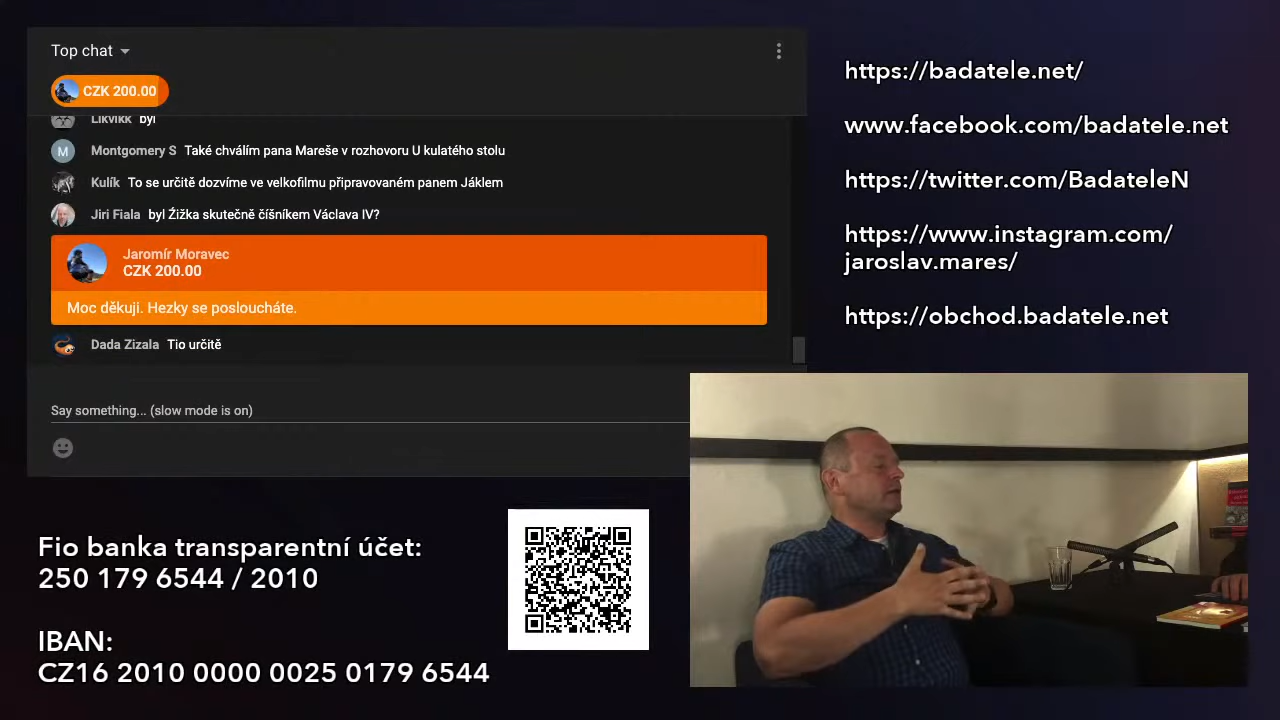 Top chat
CZK 200.00
Likvikk byl
M Montgomery S Také chválím pana Mareše v rozhovoru U kulatého stolu
Kulík To se určitě dozvíme ve velkofilmu připravovaném panem Jáklem
Jiri Fiala byl Źižka skutečně číšníkem Václava IV?
Jaromír Moravec
CZK 200.00
Moc děkuji. Hezky se posloucháte.
Dada Zizala Tio určitě
Say something... (slow mode is on)
https://badatele.net/
www.facebook.com/badatele.net
https://twitter.com/BadateleN
https://www.instagram.com/
jaroslav.mares/
https://obchod.badatele.net
Fio banka transparentní účet:
250 179 6544 / 2010
IBAN:
CZ16 2010 0000 0025 0179 6544